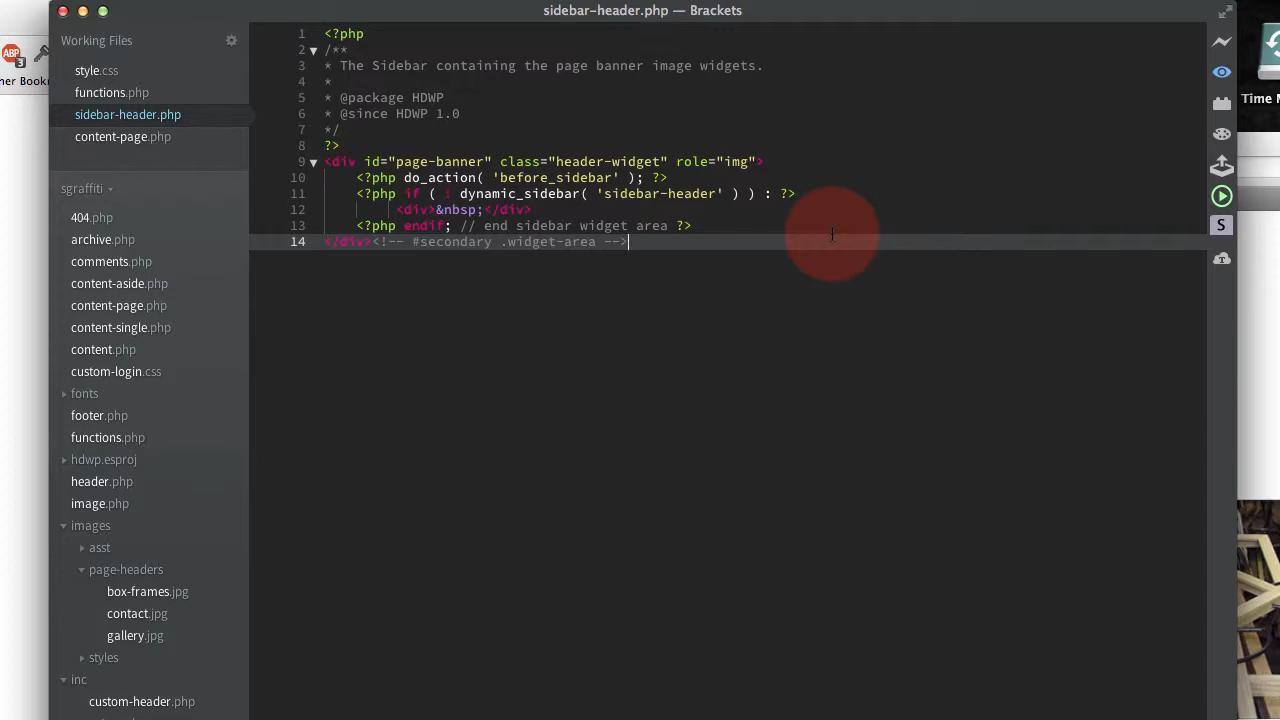 sidebar-header.php — Brackets
ABP
3
her Book
Working Files
style.css
functions.php
sidebar-header.php
content-page.php
sgraffiti
404.php
archive.php
comments.php
content-aside.php
content-page.php
content-single.php
content.php
custom-login.css
fonts
footer.php
functions.php
hdwp.esproj
header.php
image.php
images
asst
page-headers
box-frames.jpg
contact.jpg
gallery.jpg
styles
inc
custom-header.php
1 <?php
2 /**
3 * The Sidebar containing the page banner image widgets.
4 *
5 * @package HDWP
6 * @since HDWP 1.0
7 */
8 ?>
9 <div id="page-banner" class="header-widget" role="img">
10 <?php do_action( 'before_sidebar' ); ?>
11 <?php if ( ! dynamic_sidebar( 'sidebar-header' ) ) : ?>
12 <div>&nbsp;</div>
13 <?php endif; // end sidebar widget area ?>
14 </div><!-- #secondary .widget-area -->
S
T
Time M